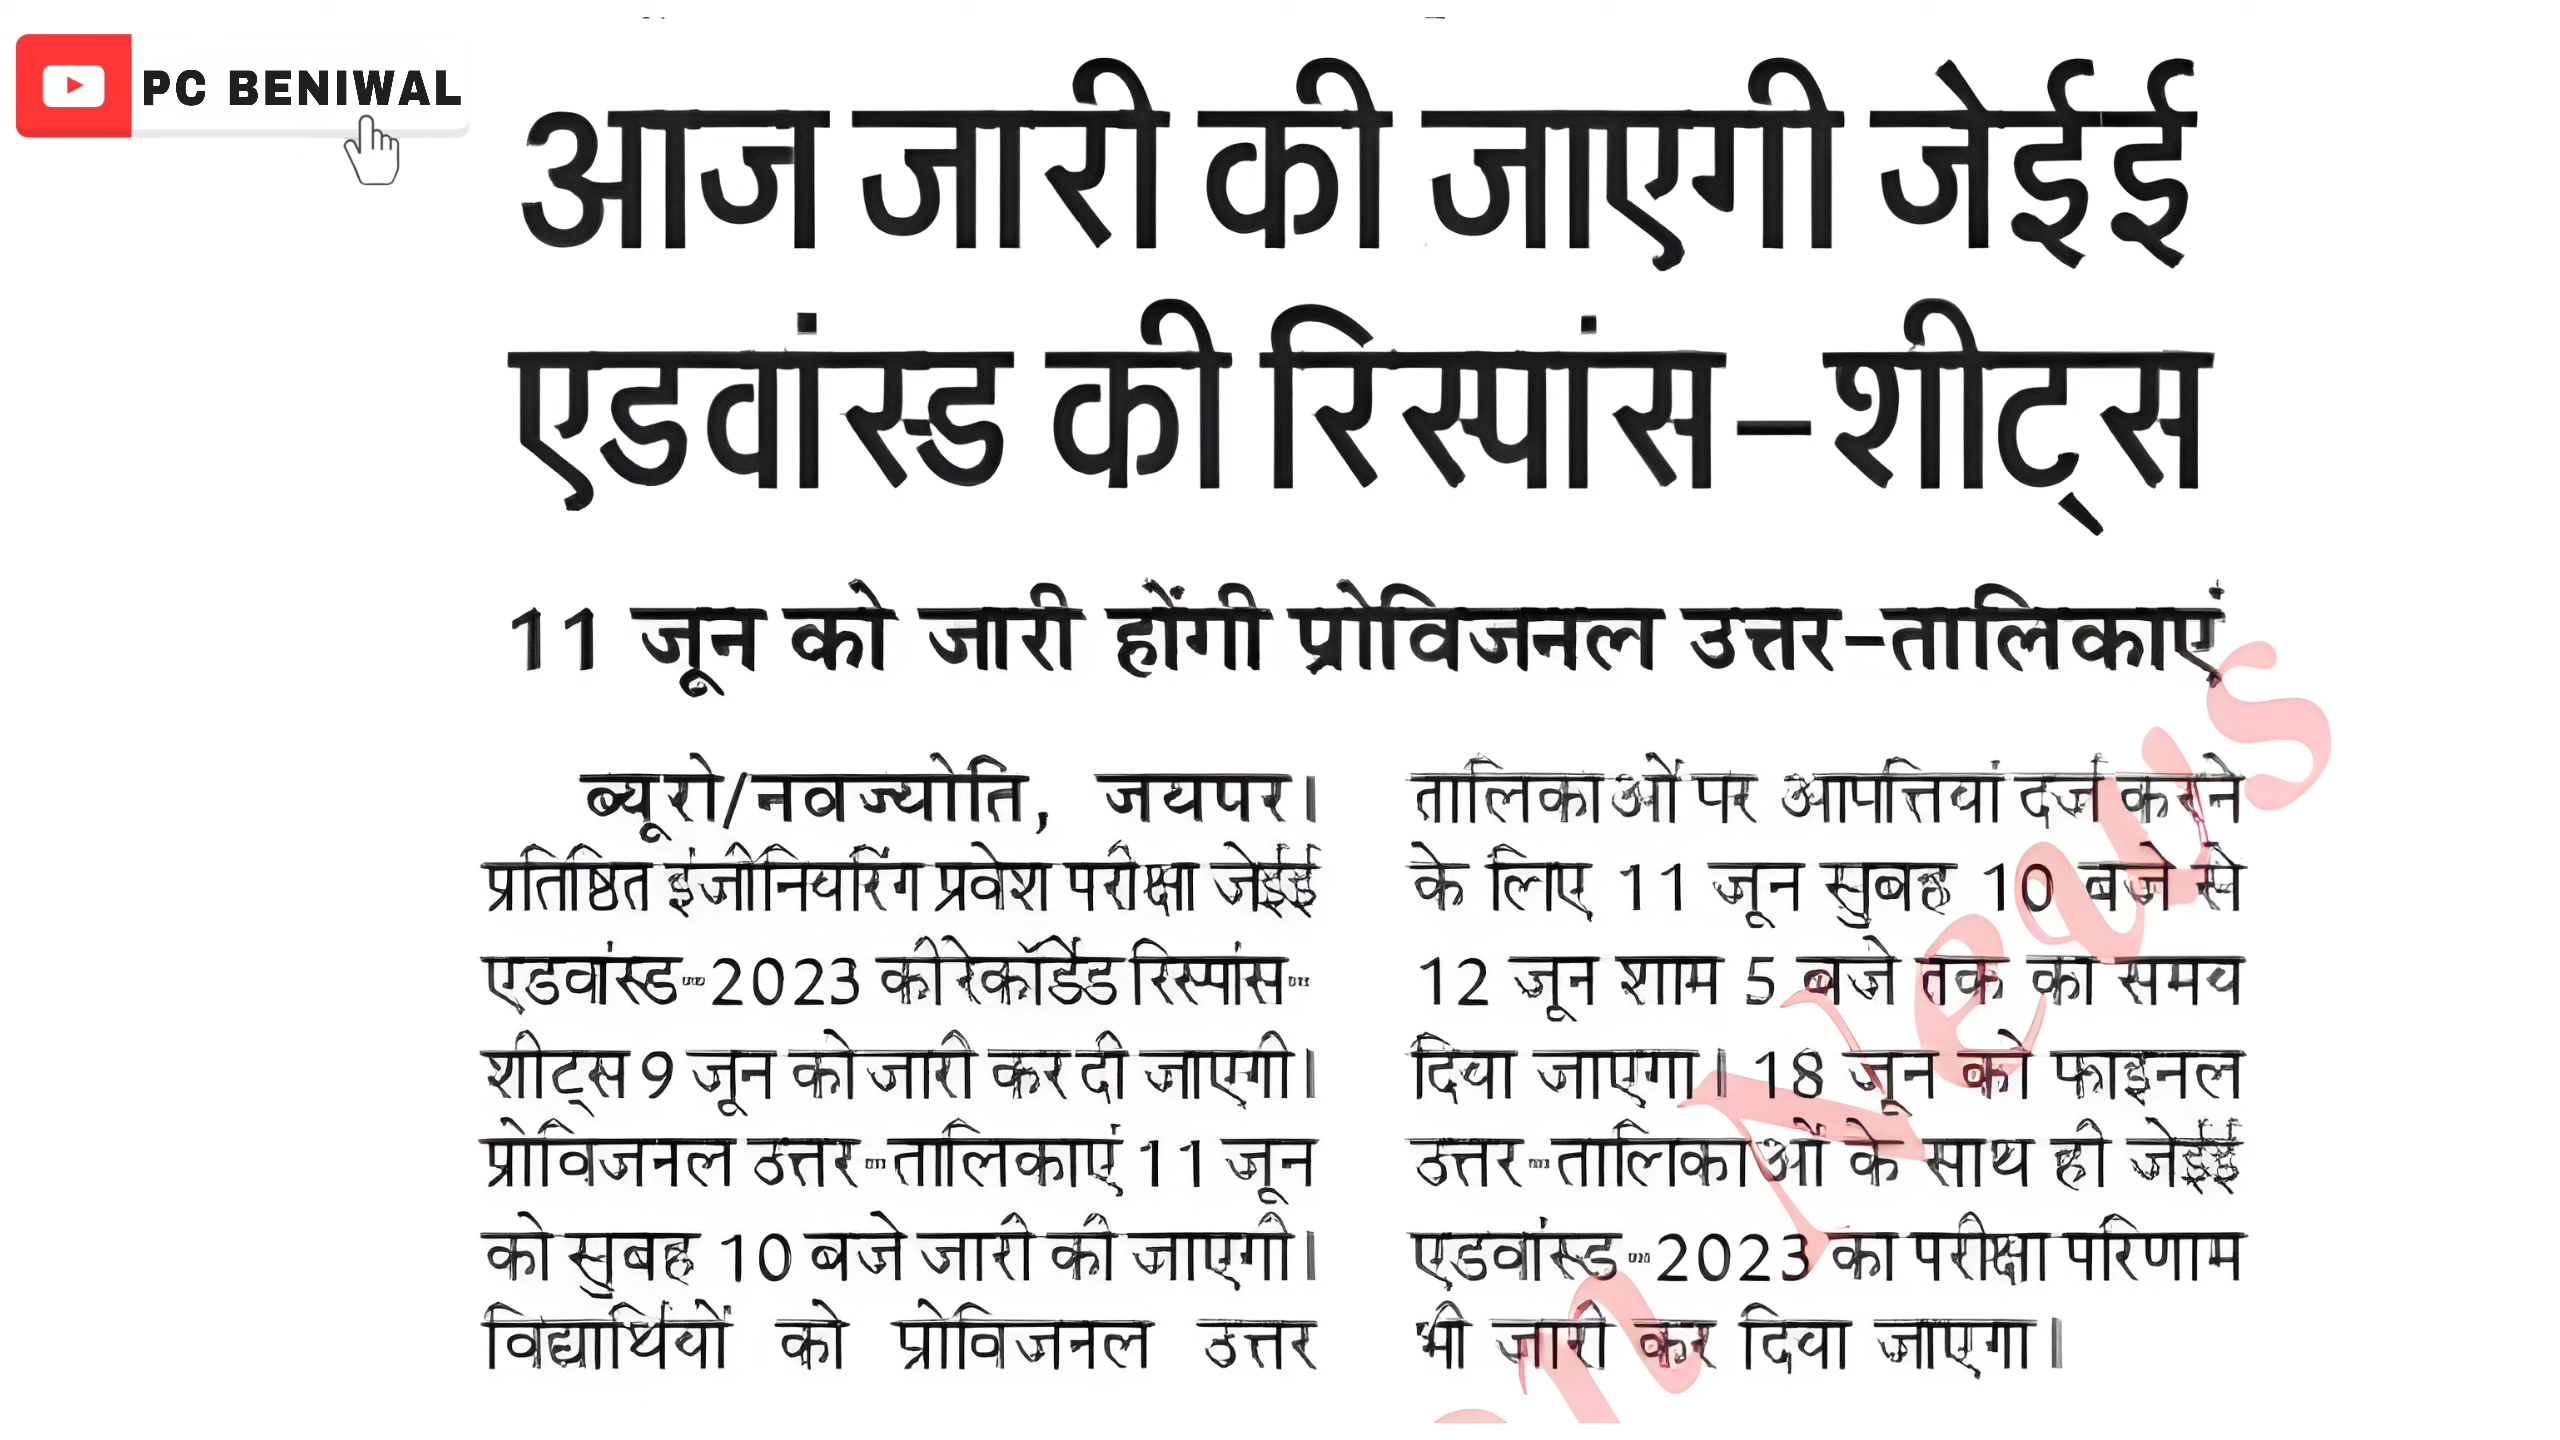 PC BENIWAL
आज जारी की जाएगी जेईई
एडवांस्ड की रिस्पांस-शीट्स
11 जून को जारी होंगी प्रोविजनल उत्तर-तालिकाएं
ब्यूरो/नवज्योति, जयपर।
प्रतिष्ठित इंजीनियरिंग प्रवेश परीक्षा जेईई
एडवांस्ड-2023 की रेकॉर्डेड रिस्पांस-
शीट्स 9 जून को जारी कर दी जाएगी।
प्रोविजनल उत्तर-तालिकाएं 11 जून
को सुबह 10 बजे जारी की जाएगी।
विद्यार्थियों को प्रोविजनल उत्तर
तालिकाओं पर आपत्तियां दर्ज करने
के लिए 11 जून सुबह 10 बजे से
12 जून शाम 5 बजे तक का समय
दिया जाएगा। 18 जून को फाइनल
उत्तर-तालिकाओं के साथ ही जेईई
एडवांस्ड-2023 का परीक्षा परिणाम
भी जारी कर दिया जाएगा।
News